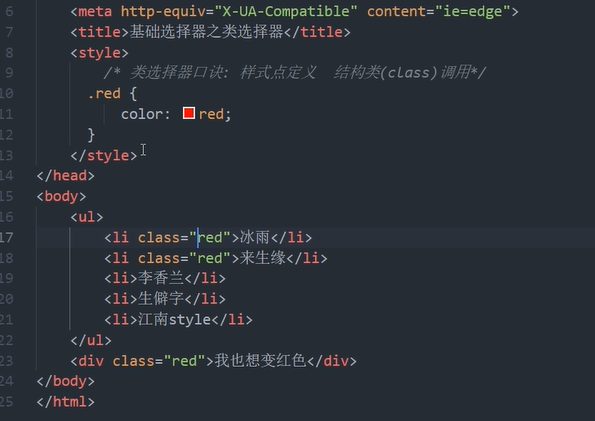 6 <meta http-equiv="X-UA-Compatible" content="ie=edge">
7 <title>基础选择器之类选择器</title>
8 <style>
9 /* 类选择器口诀: 样式点定义 结构类(class)调用*/
10 .red {
11 color: red;
12 }
13 </style>
14 </head>
15 <body>
16 <ul>
17 <li class="red">冰雨</li>
18 <li class="red">来生缘</li>
19 <li>李香兰</li>
20 <li>生僻字</li>
21 <li>江南style</li>
22 </ul>
23 <div class="red">我也想变红色</div>
24 </body>
25 </html>